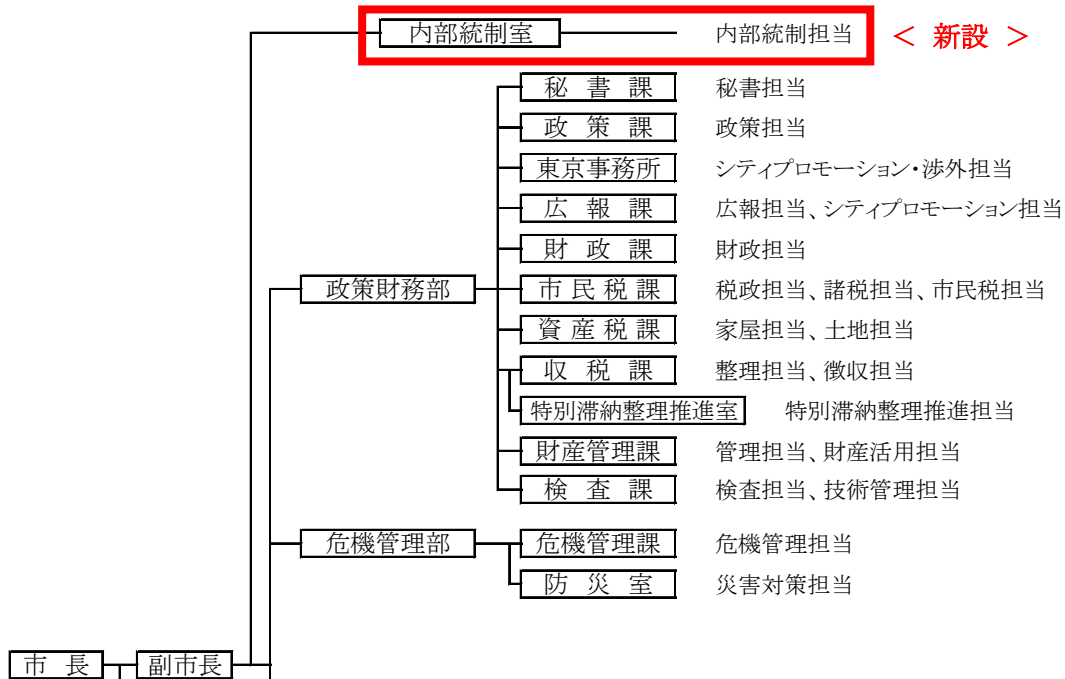 内部統制室 内部統制担当 < 新設 >
秘書課 秘書担当
政策課 政策担当
東京事務所 シティプロモーション・渉外担当
広報課 広報担当、シティプロモーション担当
財政課 財政担当
政策財務部 市民税課 税政担当、諸税担当、市民税担当
資産税課 家屋担当、土地担当
収税課 整理担当、徴収担当
特別滞納整理推進室 特別滞納整理推進担当
財産管理課 管理担当、財産活用担当
検査課 検査担当、技術管理担当
危機管理部 危機管理課 危機管理担当
防災室 災害対策担当
市長 副市長